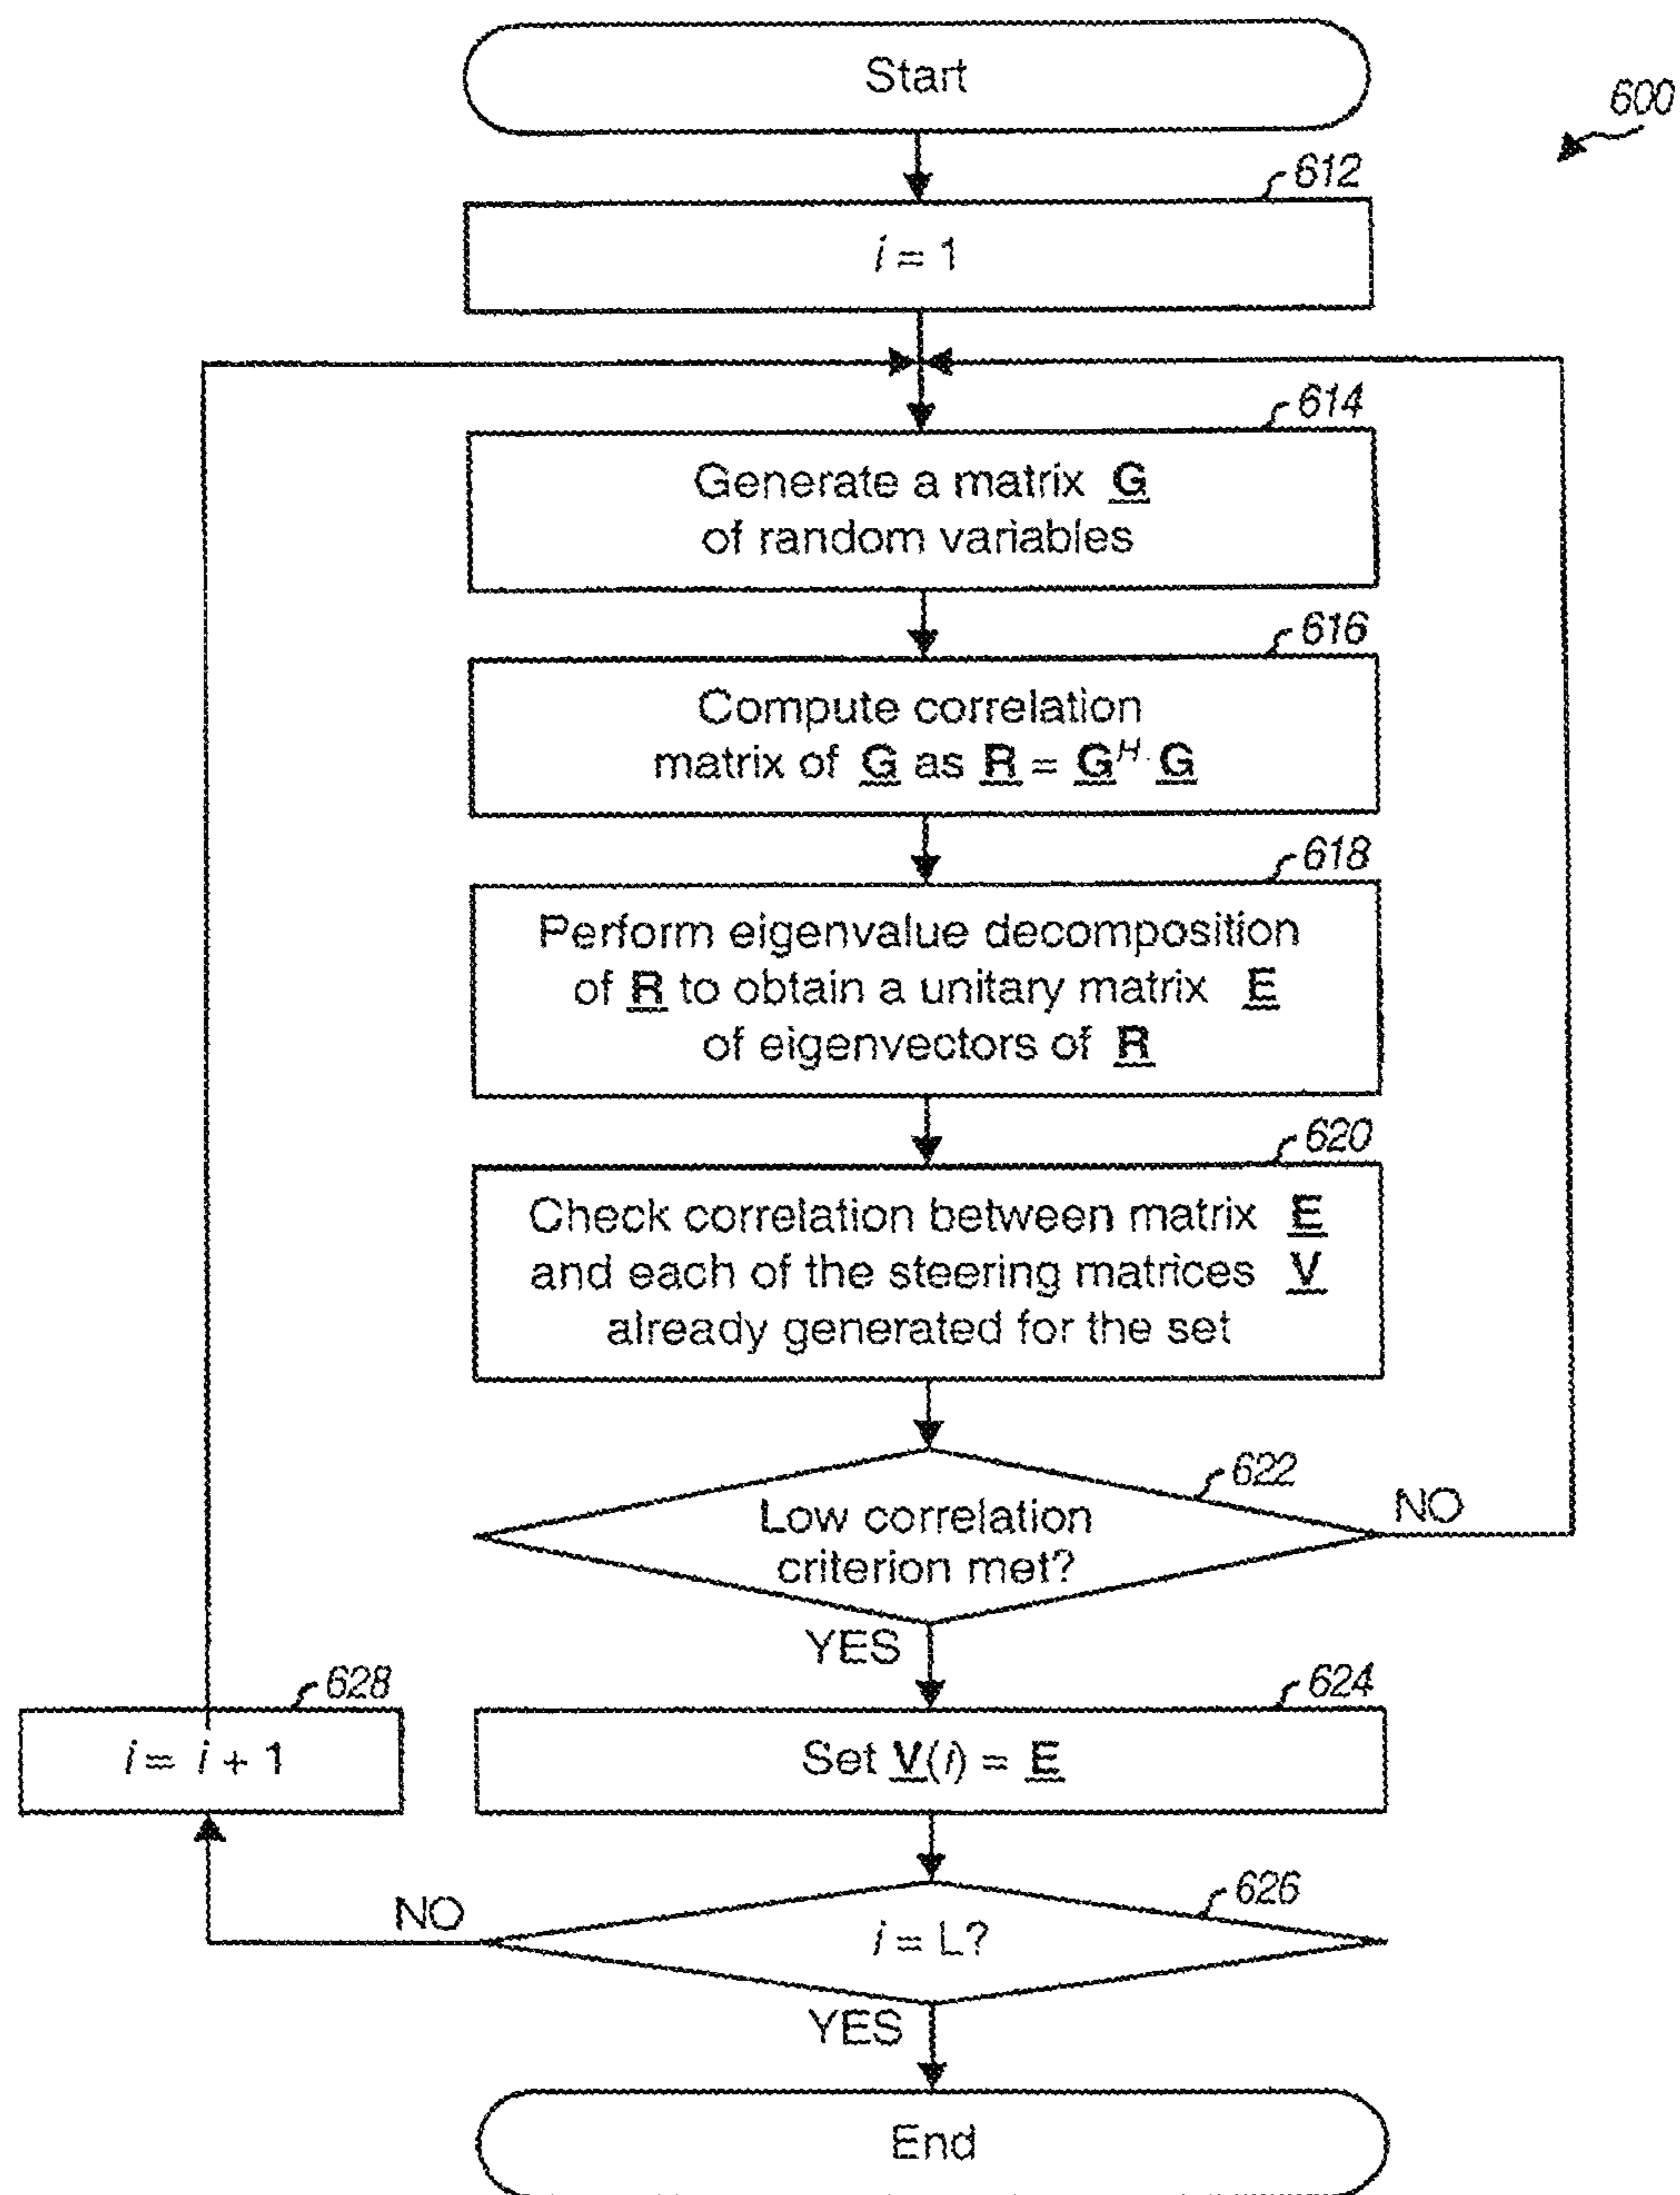 Start
600
612
i = 1
614
Generate a matrix G
of random variables
616
Compute correlation
matrix of G as R = Gᴴ· G
618
Perform eigenvalue decomposition
of R to obtain a unitary matrix E
of eigenvectors of R
620
Check correlation between matrix E
and each of the steering matrices V
already generated for the set
622
Low correlation
criterion met?
NO
YES
628
i = i + 1
624
Set V(i) = E
626
i = L?
NO
YES
End